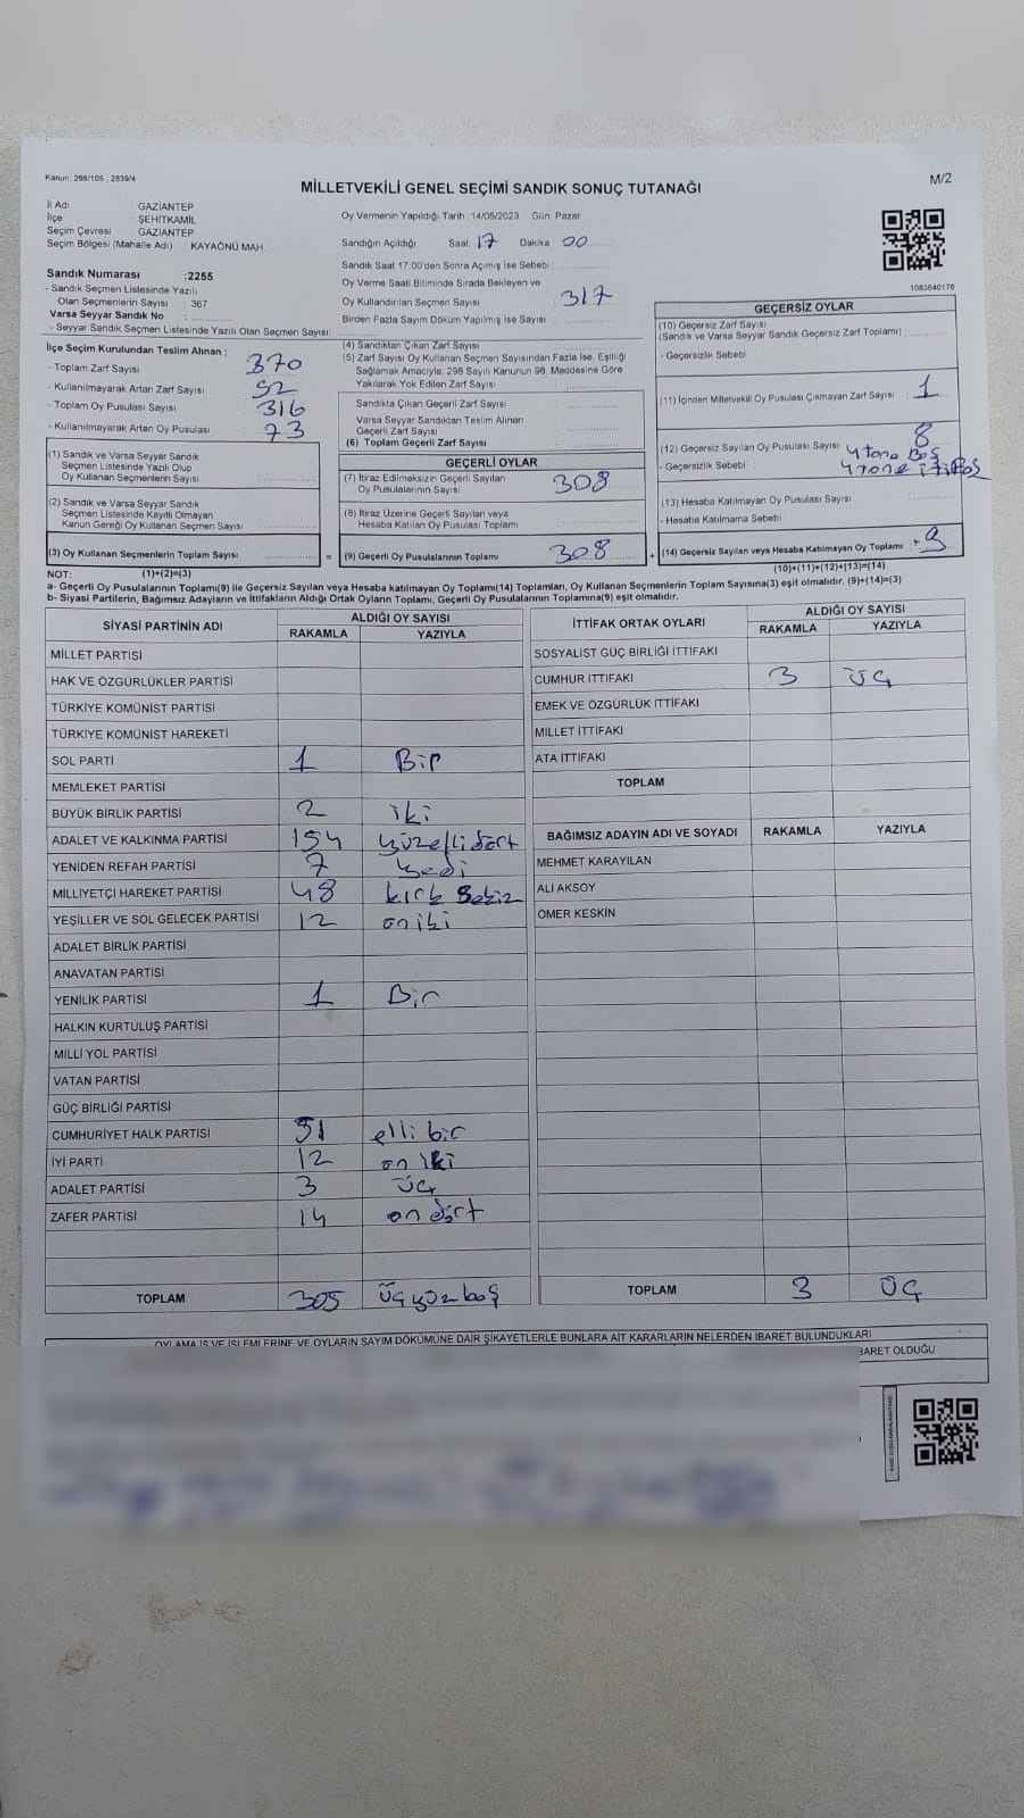 Kanun: 298/105 ; 2839/4
M/2
MİLLETVEKİLİ GENEL SEÇİMİ SANDIK SONUÇ TUTANAĞI
İl Adı GAZİANTEP
İlçe ŞEHİTKAMİL
Seçim Çevresi GAZİANTEP
Seçim Bölgesi (Mahalle Adı) KAYAÖNÜ MAH
Sandık Numarası :2255
- Sandık Seçmen Listesinde Yazılı
Olan Seçmenlerin Sayısı : 367
Varsa Seyyar Sandık No
- Seyyar Sandık Seçmen Listesinde Yazılı Olan Seçmen Sayısı
Oy Vermenin Yapıldığı Tarih 14/05/2023 Gün Pazar
Sandığın Açıldığı Saat: 17 Dakika 00
Sandık Saat 17:00'den Sonra Açılmış İse Sebebi
Oy Verme Saati Bitiminde Sırada Bekleyen ve
Oy Kullandırılan Seçmen Sayısı 317
Birden Fazla Sayım Döküm Yapılmış İse Sayısı
1083640176
İlçe Seçim Kurulundan Teslim Alınan :
- Toplam Zarf Sayısı 370
- Kullanılmayarak Artan Zarf Sayısı 52
- Toplam Oy Pusulası Sayısı 316
- Kullanılmayarak Artan Oy Pusulası 73
(1) Sandık ve Varsa Seyyar Sandık
Seçmen Listesinde Yazılı Olup
Oy Kullanan Seçmenlerin Sayısı
(2) Sandık ve Varsa Seyyar Sandık
Seçmen Listesinde Kayıtlı Olmayan
Kanun Gereği Oy Kullanan Seçmen Sayısı
(3) Oy Kullanan Seçmenlerin Toplam Sayısı =
(4) Sandıktan Çıkan Zarf Sayısı
(5) Zarf Sayısı Oy Kullanan Seçmen Sayısından Fazla İse, Eşitliği
Sağlamak Amacıyla, 298 Sayılı Kanunun 98. Maddesine Göre
Yakılarak Yok Edilen Zarf Sayısı
Sandıkta Çıkan Geçerli Zarf Sayısı
Varsa Seyyar Sandıktan Teslim Alınan
Geçerli Zarf Sayısı
(6) Toplam Geçerli Zarf Sayısı
GEÇERLİ OYLAR
(7) İtiraz Edilmeksizin Geçerli Sayılan
Oy Pusulalarının Sayısı 308
(8) İtiraz Üzerine Geçerli Sayılan veya
Hesaba Katılan Oy Pusulası Toplamı
(9) Geçerli Oy Pusulalarının Toplamı 308 +
GEÇERSİZ OYLAR
(10) Geçersiz Zarf Sayısı
(Sandık ve Varsa Seyyar Sandık Geçersiz Zarf Toplamı)
- Geçersizlik Sebebi
(11) İçinden Milletvekili Oy Pusulası Çıkmayan Zarf Sayısı 1
(12) Geçersiz Sayılan Oy Pusulası Sayısı 8
4 tane Boş
- Geçersizlik Sebebi 4 tane
(13) Hesaba Katılmayan Oy Pusulası Sayısı
- Hesaba Katılmama Sebebi
(14) Geçersiz Sayılan veya Hesaba Katılmayan Oy Toplamı 9
(10)+(11)+(12)+(13)=(14)
NOT: (1)+(2)=(3)
a- Geçerli Oy Pusulalarının Toplamı(9) ile Geçersiz Sayılan veya Hesaba katılmayan Oy Toplamı(14) Toplamları, Oy Kullanan Seçmenlerin Toplam Sayısına(3) eşit olmalıdır. (9)+(14)=(3)
b- Siyasi Partilerin, Bağımsız Adayların ve İttifakların Aldığı Ortak Oyların Toplamı, Geçerli Oy Pusulalarının Toplamına(9) eşit olmalıdır.
SİYASİ PARTİNİN ADI ALDIĞI OY SAYISI
RAKAMLA YAZIYLA
MİLLET PARTİSİ
HAK VE ÖZGÜRLÜKLER PARTİSİ
TÜRKİYE KOMÜNİST PARTİSİ
TÜRKİYE KOMÜNİST HAREKETİ
SOL PARTİ 1 Bir
MEMLEKET PARTİSİ
BÜYÜK BİRLİK PARTİSİ 2 iki
ADALET VE KALKINMA PARTİSİ 154 yüzellidört
YENİDEN REFAH PARTİSİ 7 yedi
MİLLİYETÇİ HAREKET PARTİSİ 48 kırk sekiz
YEŞİLLER VE SOL GELECEK PARTİSİ 12 oniki
ADALET BİRLİK PARTİSİ
ANAVATAN PARTİSİ
YENİLİK PARTİSİ 1 Bir
HALKIN KURTULUŞ PARTİSİ
MİLLİ YOL PARTİSİ
VATAN PARTİSİ
GÜÇ BİRLİĞİ PARTİSİ
CUMHURİYET HALK PARTİSİ 51 elli bir
İYİ PARTİ 12 on iki
ADALET PARTİSİ 3 üç
ZAFER PARTİSİ 14 on dört
TOPLAM 305 Üçyüz beş
İTTİFAK ORTAK OYLARI ALDIĞI OY SAYISI
RAKAMLA YAZIYLA
SOSYALİST GÜÇ BİRLİĞİ İTTİFAKI
CUMHUR İTTİFAKI 3 üç
EMEK VE ÖZGÜRLÜK İTTİFAKI
MİLLET İTTİFAKI
ATA İTTİFAKI
TOPLAM
BAĞIMSIZ ADAYIN ADI VE SOYADI RAKAMLA YAZIYLA
MEHMET KARAYILAN
ALİ AKSOY
ÖMER KESKİN
TOPLAM 3 ÜÇ
OYLAMA İŞ VE İŞLEMLERİNE VE OYLARIN SAYIM DÖKÜMÜNE DAİR ŞİKAYETLERLE BUNLARA AİT KARARLARIN NELERDEN İBARET BULUNDUKLARI
BARET OLDUĞU